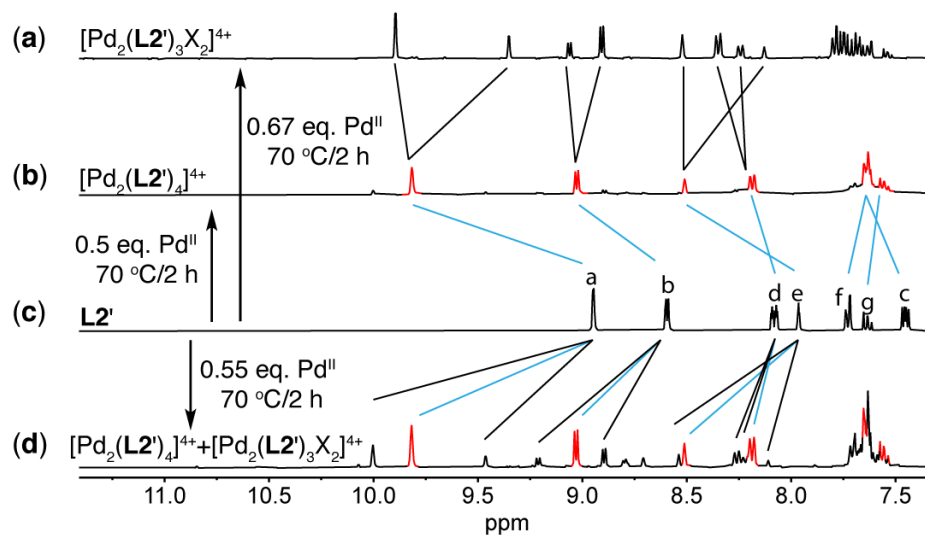 (a) [Pd₂(L2')₃X₂]⁴⁺
0.67 eq. Pdᴵᴵ
70 °C/2 h
(b) [Pd₂(L2')₄]⁴⁺
0.5 eq. Pdᴵᴵ
70 °C/2 h
(c) L2'
a b d e f g c
0.55 eq. Pdᴵᴵ
70 °C/2 h
(d) [Pd₂(L2')₄]⁴⁺+[Pd₂(L2')₃X₂]⁴⁺
11.0 10.5 10.0 9.5 9.0 8.5 8.0 7.5
ppm